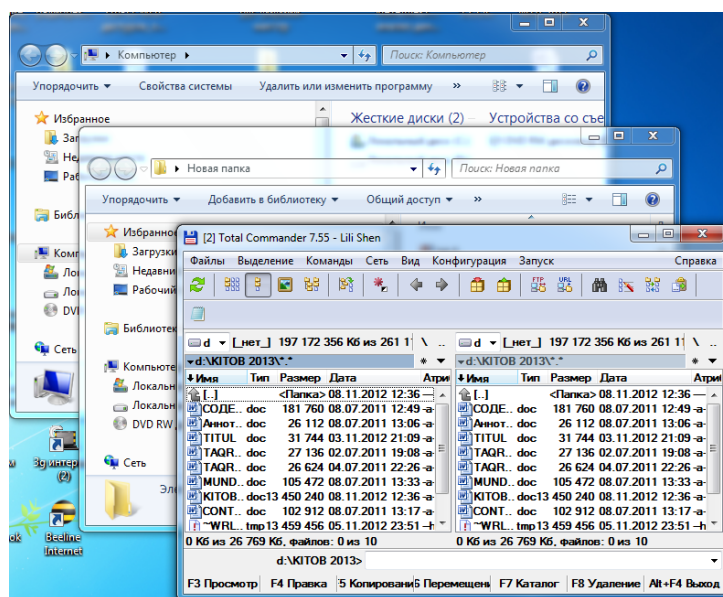 Компьютер
Поиск: Компьютер
Упорядочить
Свойства системы
Удалить или изменить программу
»
Избранное
Жесткие диски (2)
Устройства со съе
Новая папка
Поиск: Новая папка
Упорядочить
Добавить в библиотеку
Общий доступ
»
Избранное
Загрузки
Недавни
Рабочий
Библиотек
Компьюте
Локальн
Локальн
DVD RW
Сеть
Сеть
[2] Total Commander 7.55 - Lili Shen
Файлы Выделение Команды Сеть Вид Конфигурация Запуск Справка
FTP URL
d [_нет_] 197 172 356 Кб из 261 1 \ .. d [_нет_] 197 172 356 Кб из 261 11 \ ..
d:\KITOB 2013\*.* * d:\KITOB 2013\*.* *
Имя Тип Размер Дата Атри Имя Тип Размер Дата Атри
[..] <Папка> 08.11.2012 12:36 — [..] <Папка> 08.11.2012 12:36 —
СОДЕ.. doc 181 760 08.07.2011 12:49 -a- СОДЕ.. doc 181 760 08.07.2011 12:49 -a-
Аннот.. doc 26 112 08.07.2011 13:06 -a- Аннот.. doc 26 112 08.07.2011 13:06 -a-
TITUL doc 31 744 03.11.2012 21:09 -a- TITUL doc 31 744 03.11.2012 21:09 -a-
TAQR.. doc 27 136 02.07.2011 19:08 -a- TAQR.. doc 27 136 02.07.2011 19:08 -a-
TAQR.. doc 26 624 04.07.2011 22:26 -a- TAQR.. doc 26 624 04.07.2011 22:26 -a-
MUND.. doc 105 472 08.07.2011 13:33 -a- MUND.. doc 105 472 08.07.2011 13:33 -a-
KITOB.. doc 13 450 240 08.11.2012 12:36 -a- KITOB.. doc 13 450 240 08.11.2012 12:36 -a-
CONT.. doc 102 912 08.07.2011 13:17 -a- CONT.. doc 102 912 08.07.2011 13:17 -a-
~WRL.. tmp 13 459 456 05.11.2012 23:51 —h ~WRL.. tmp 13 459 456 05.11.2012 23:51 —h
0 Кб из 26 769 Кб, файлов: 0 из 10 0 Кб из 26 769 Кб, файлов: 0 из 10
d:\KITOB 2013>
F3 Просмотр F4 Правка F5 Копировани F6 Перемещен F7 Каталог F8 Удаление Alt+F4 Выход
(2)
Beeline
Internet